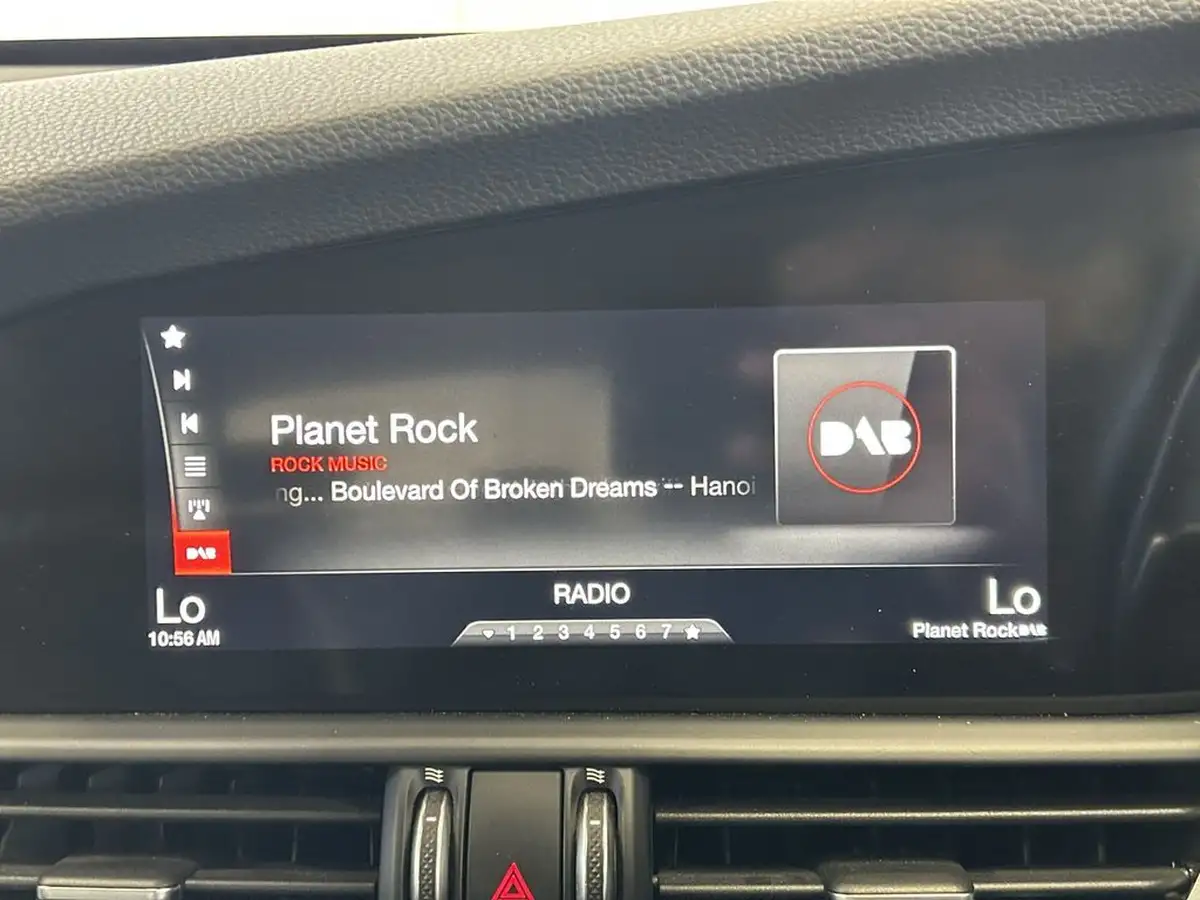 Planet Rock
ROCK MUSIC
ng... Boulevard Of Broken Dreams -- Hanoi
DAB
DAB
Lo
10:56 AM
RADIO
1 2 3 4 5 6 7
Lo
Planet Rock DAB